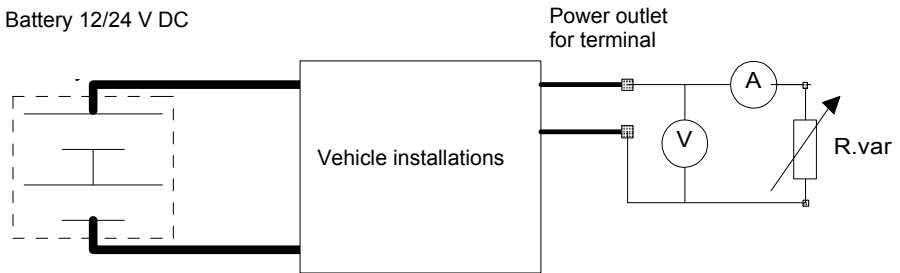 Battery 12/24 V DC
Power outlet
for terminal
A
V
R.var
Vehicle installations